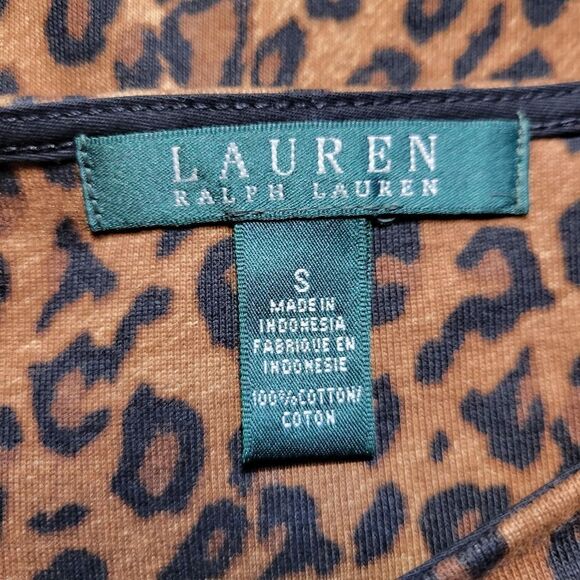 LAUREN
RALPH LAUREN
S
MADE IN
INDONESIA
FABRIQUE EN
INDONESIE
100% COTTON/
COTON